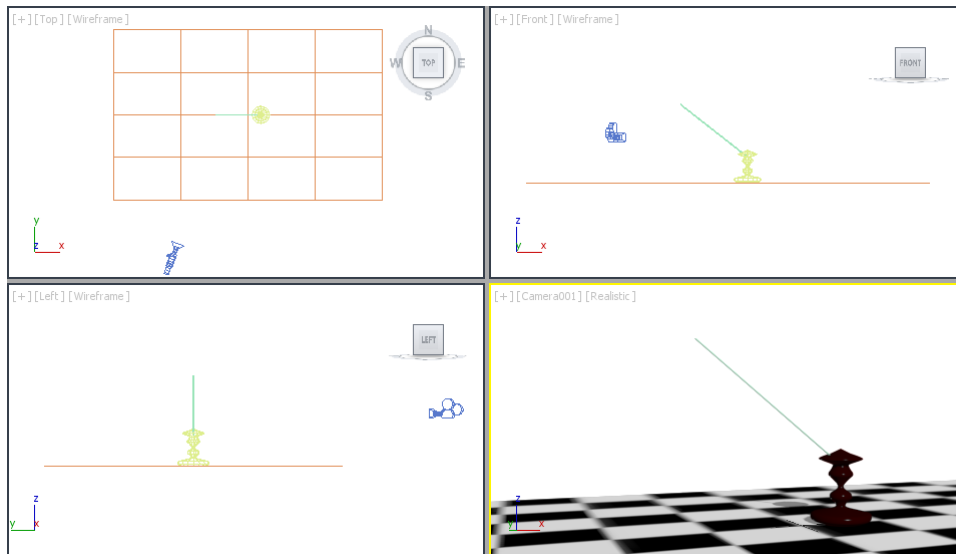 [+] [Top] [Wireframe]
N
W TOP E
S
y
z x
[+] [Front] [Wireframe]
FRONT
z
y x
[+] [Left] [Wireframe]
LEFT
z
y x
[+] [Camera001] [Realistic]
z
y x